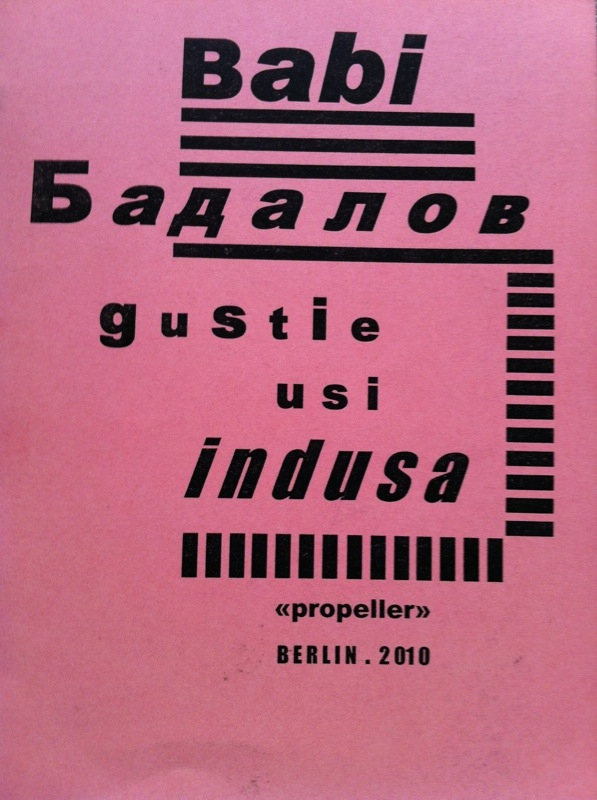 Babi
Бадалов
gustie
usi
indusa
«propeller»
BERLIN . 2010